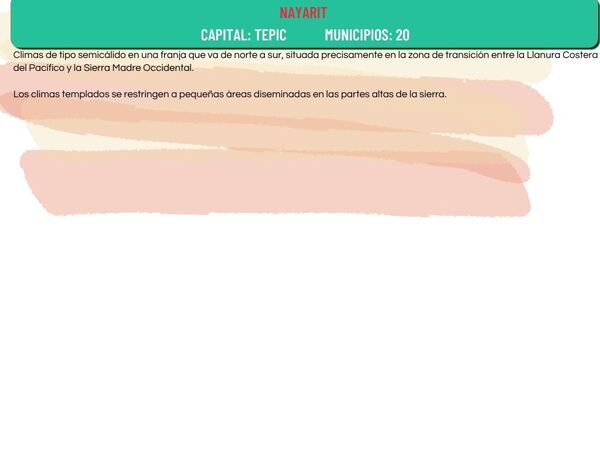 NAYARIT
CAPITAL: TEPIC MUNICIPIOS: 20
Climas de tipo semicálido en una franja que va de norte a sur, situada precisamente en la zona de transición entre la Llanura Costera
del Pacífico y la Sierra Madre Occidental.
Los climas templados se restringen a pequeñas áreas diseminadas en las partes altas de la sierra.